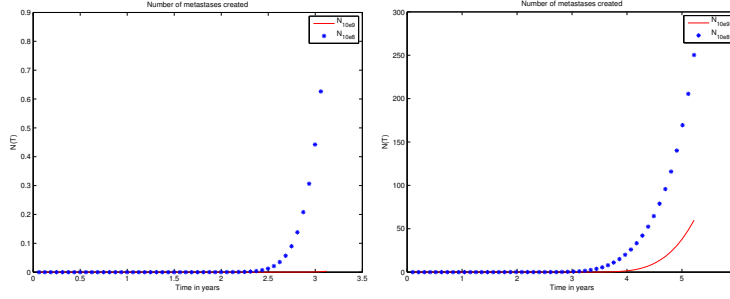 Number of metastases created
0.9
0.8
0.7
0.6
0.5
0.4
0.3
0.2
0.1
0
N(T)
N10e9
N10e8
0 0.5 1 1.5 2 2.5 3 3.5
Time in years
Number of metastases created
300
250
200
150
100
50
0
N(T)
N10e9
N10e8
0 1 2 3 4 5 6
Time in years